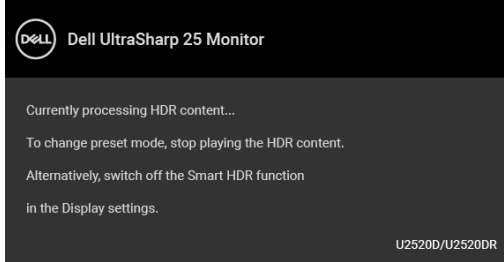 DELL
Dell UltraSharp 25 Monitor
Currently processing HDR content...
To change preset mode, stop playing the HDR content.
Alternatively, switch off the Smart HDR function
in the Display settings.
U2520D/U2520DR